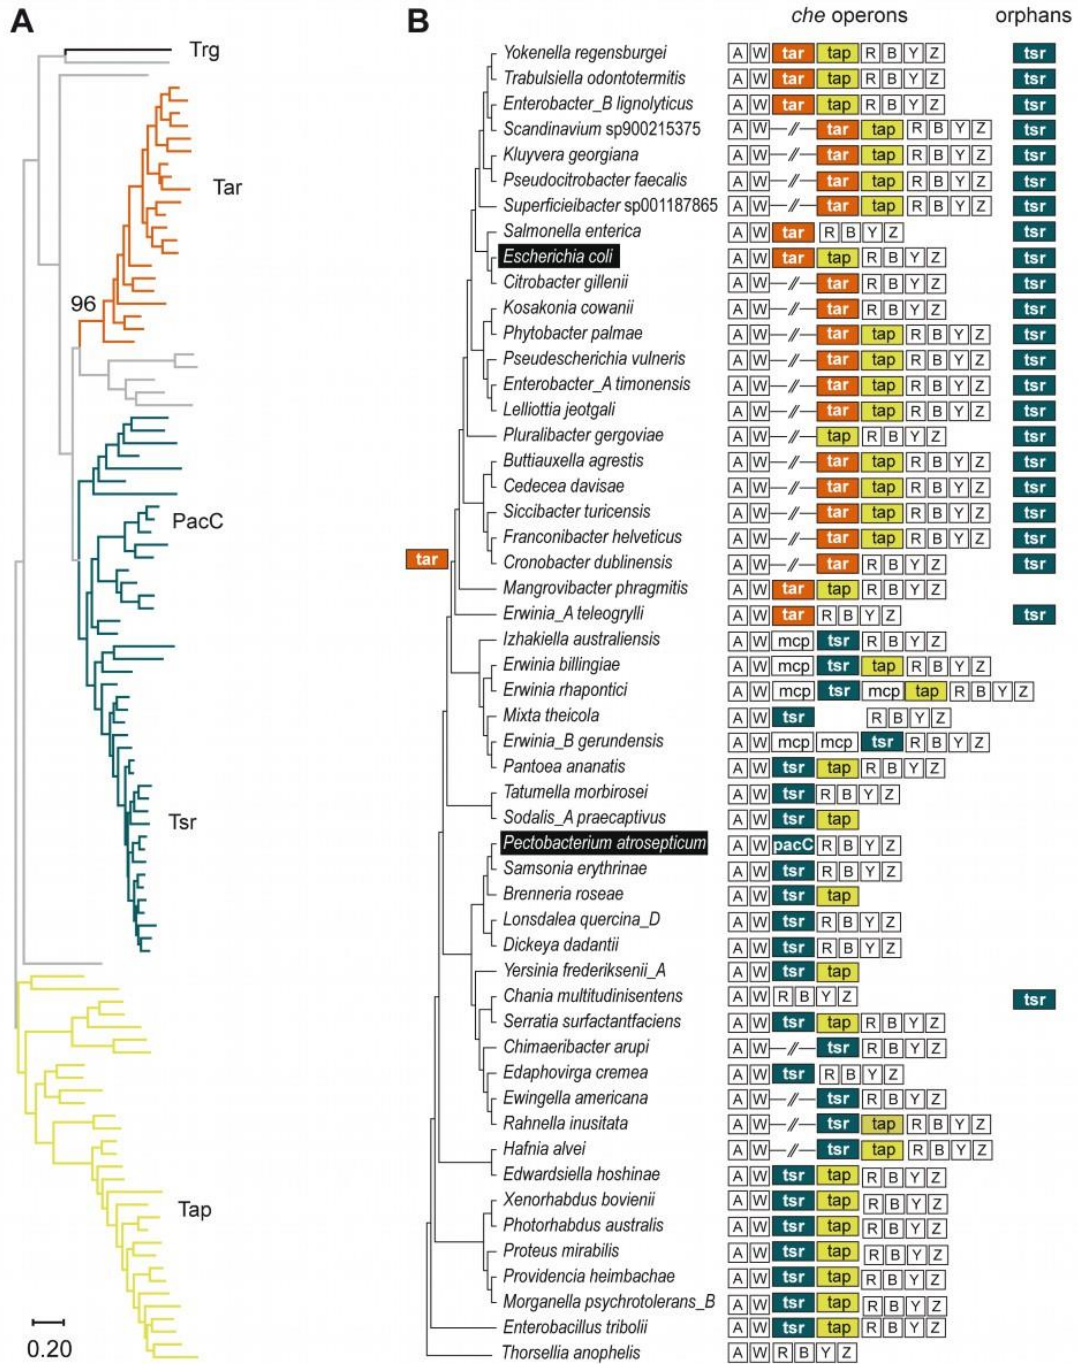 A
Trg
Tar
96
PacC
Tsr
Tap
0.20
B
che operons orphans
Yokenella regensburgei A W tar tap R B Y Z tsr
Trabulsiella odontotermitis A W tar tap R B Y Z tsr
Enterobacter_B lignolyticus A W tar tap R B Y Z tsr
Scandinavium sp900215375 A W // tar tap R B Y Z tsr
Kluyvera georgiana A W // tar tap R B Y Z tsr
Pseudocitrobacter faecalis A W // tar tap R B Y Z tsr
Superficieibacter sp001187865 A W // tar tap R B Y Z tsr
Salmonella enterica A W tar R B Y Z tsr
Escherichia coli A W tar tap R B Y Z tsr
Citrobacter gillenii A W // tar R B Y Z tsr
Kosakonia cowanii A W // tar R B Y Z tsr
Phytobacter palmae A W // tar tap R B Y Z tsr
Pseudescherichia vulneris A W // tar tap R B Y Z tsr
Enterobacter_A timonensis A W // tar tap R B Y Z tsr
Lelliottia jeotgali A W // tar tap R B Y Z tsr
Pluralibacter gergoviae A W // tap R B Y Z tsr
Buttiauxella agrestis A W // tar tap R B Y Z tsr
Cedecea davisae A W // tar tap R B Y Z tsr
Siccibacter turicensis A W // tar tap R B Y Z tsr
Franconibacter helveticus A W // tar tap R B Y Z tsr
tar
Cronobacter dublinensis A W // tar R B Y Z tsr
Mangrovibacter phragmitis A W tar tap R B Y Z
Erwinia_A teleogrylli A W tar R B Y Z tsr
Izhakiella australiensis A W mcp tsr R B Y Z
Erwinia billingiae A W mcp tsr tap R B Y Z
Erwinia rhapontici A W mcp tsr mcp tap R B Y Z
Mixta theicola A W tsr R B Y Z
Erwinia_B gerundensis A W mcp mcp tsr R B Y Z
Pantoea ananatis A W tsr tap R B Y Z
Tatumella morbirosei A W tsr R B Y Z
Sodalis_A praecaptivus A W tsr tap
Pectobacterium atrosepticum A W pacC R B Y Z
Samsonia erythrinae A W tsr R B Y Z
Brenneria roseae A W tsr tap
Lonsdalea quercina_D A W tsr R B Y Z
Dickeya dadantii A W tsr R B Y Z
Yersinia frederiksenii_A A W tsr tap
Chania multitudinisentens A W R B Y Z tsr
Serratia surfactantfaciens A W tsr tap R B Y Z
Chimaeribacter arupi A W // tsr R B Y Z
Edaphovirga cremea A W tsr R B Y Z
Ewingella americana A W // tsr R B Y Z
Rahnella inusitata A W // tsr tap R B Y Z
Hafnia alvei A W // tsr tap R B Y Z
Edwardsiella hoshinae A W tsr tap R B Y Z
Xenorhabdus bovienii A W tsr tap R B Y Z
Photorhabdus australis A W tsr tap R B Y Z
Proteus mirabilis A W tsr tap R B Y Z
Providencia heimbachae A W tsr tap R B Y Z
Morganella psychrotolerans_B A W tsr tap R B Y Z
Enterobacillus tribolii A W tsr tap R B Y Z
Thorsellia anophelis A W R B Y Z